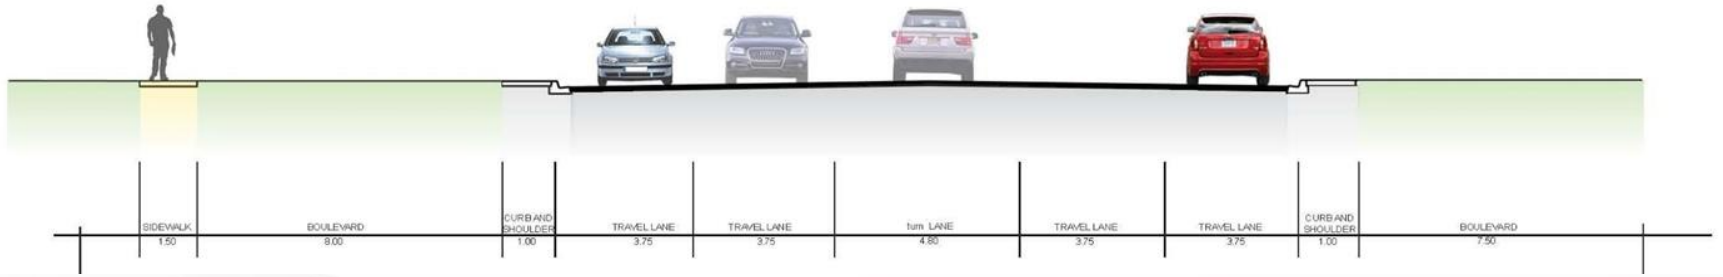 SIDEWALK
1.50
BOULEVARD
8.00
CURB AND
SHOULDER
1.00
TRAVEL LANE
3.75
TRAVEL LANE
3.75
turn LANE
4.80
TRAVEL LANE
3.75
TRAVEL LANE
3.75
CURB AND
SHOULDER
1.00
BOULEVARD
7.50